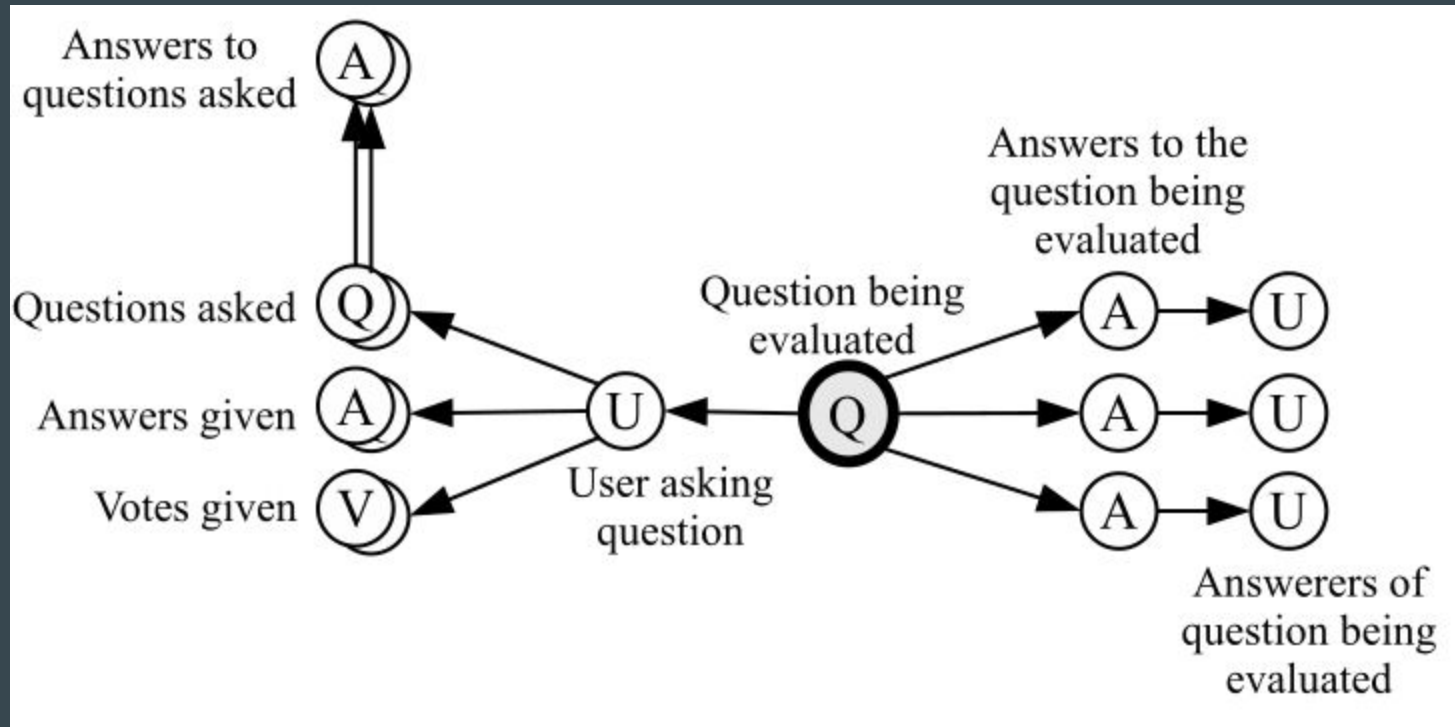 Answers to
questions asked
A
Answers to the
question being
evaluated
Questions asked
Q
Question being
evaluated
A
U
Answers given
A
U
Q
A
U
Votes given
V
User asking
question
A
U
Answerers of
question being
evaluated